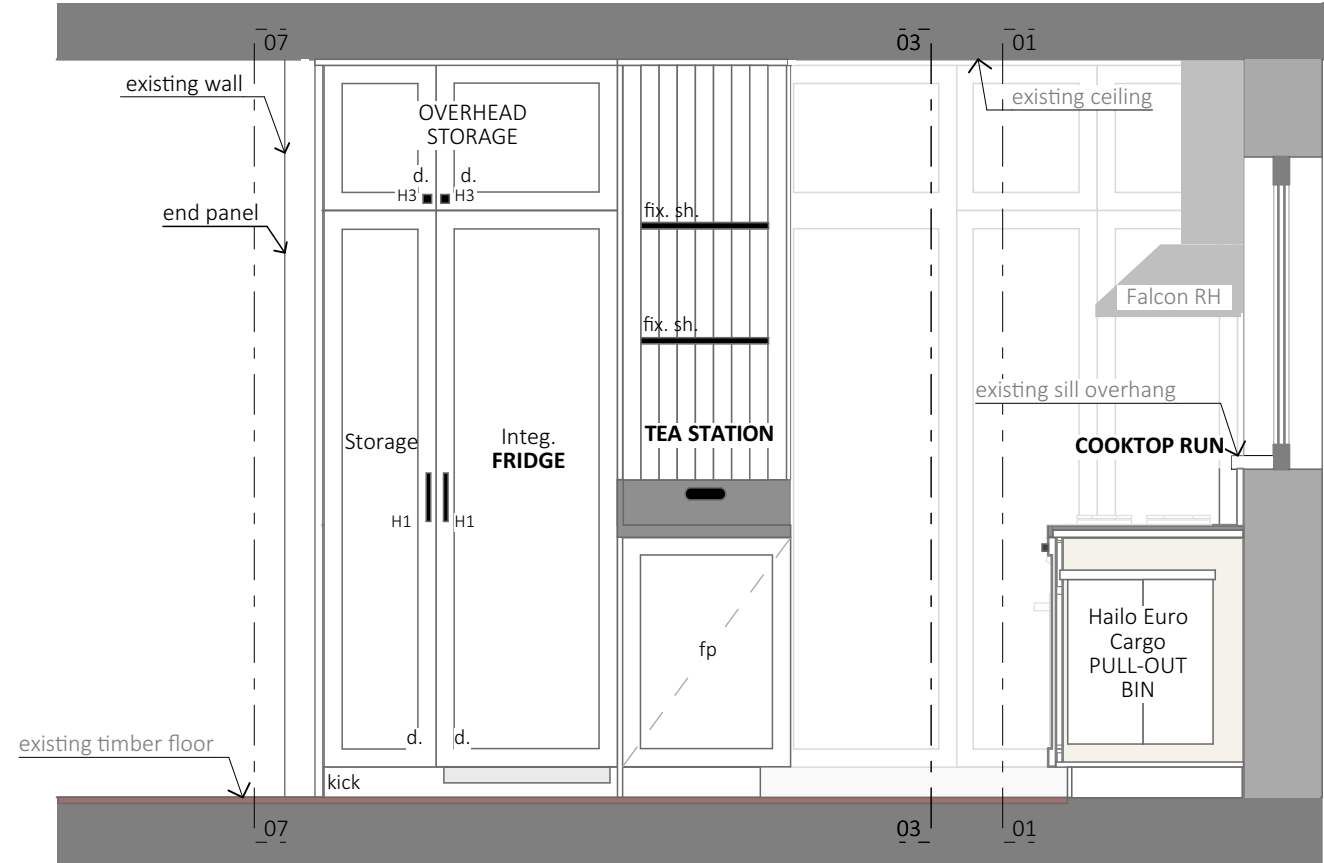 07
03
01
existing wall
existing ceiling
OVERHEAD
STORAGE
d.
d.
H3
H3
end panel
fix. sh.
Falcon RH
fix. sh.
existing sill overhang
Storage
Integ.
FRIDGE
TEA STATION
COOKTOP RUN
H1
H1
Hailo Euro
Cargo
PULL-OUT
BIN
fp
existing timber floor
d.
d.
kick
07
03
01